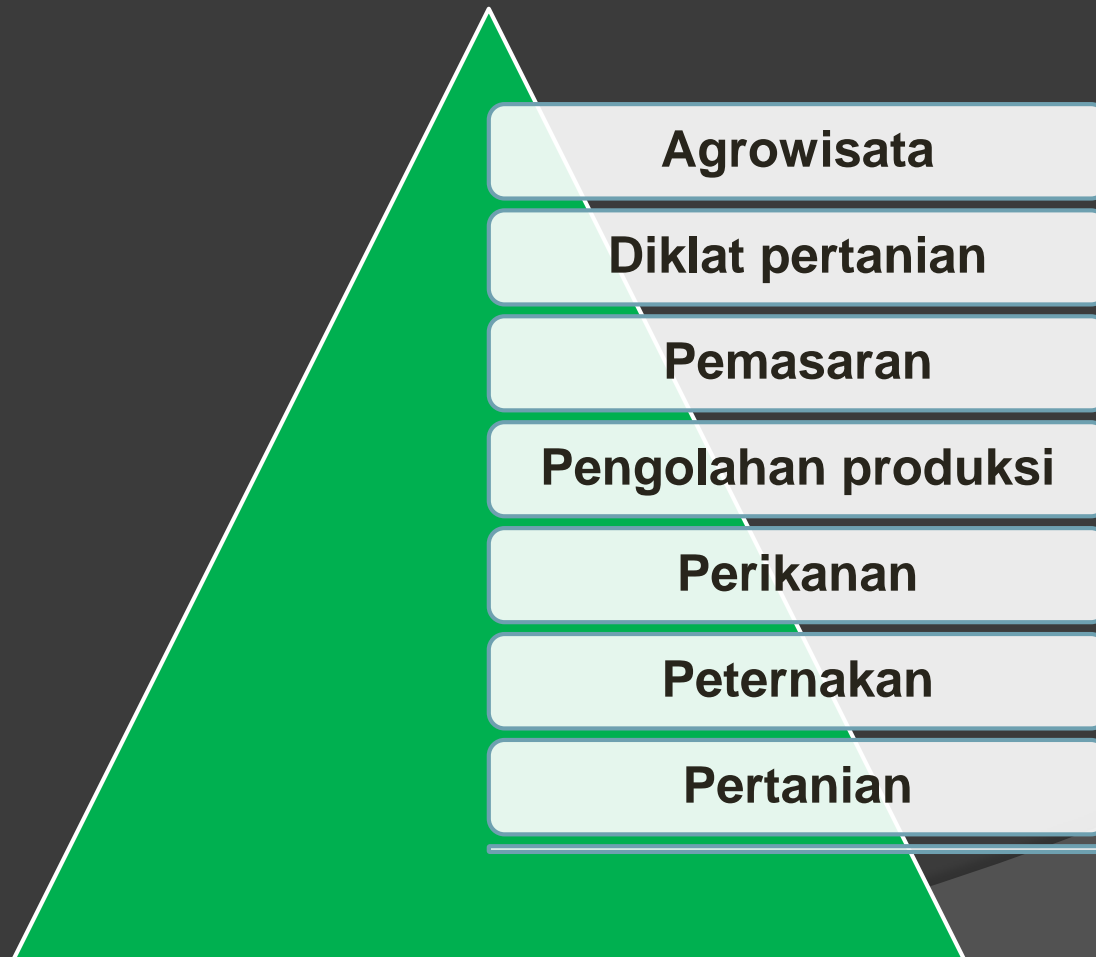 Agrowisata
Diklat pertanian
Pemasaran
Pengolahan produksi
Perikanan
Peternakan
Pertanian